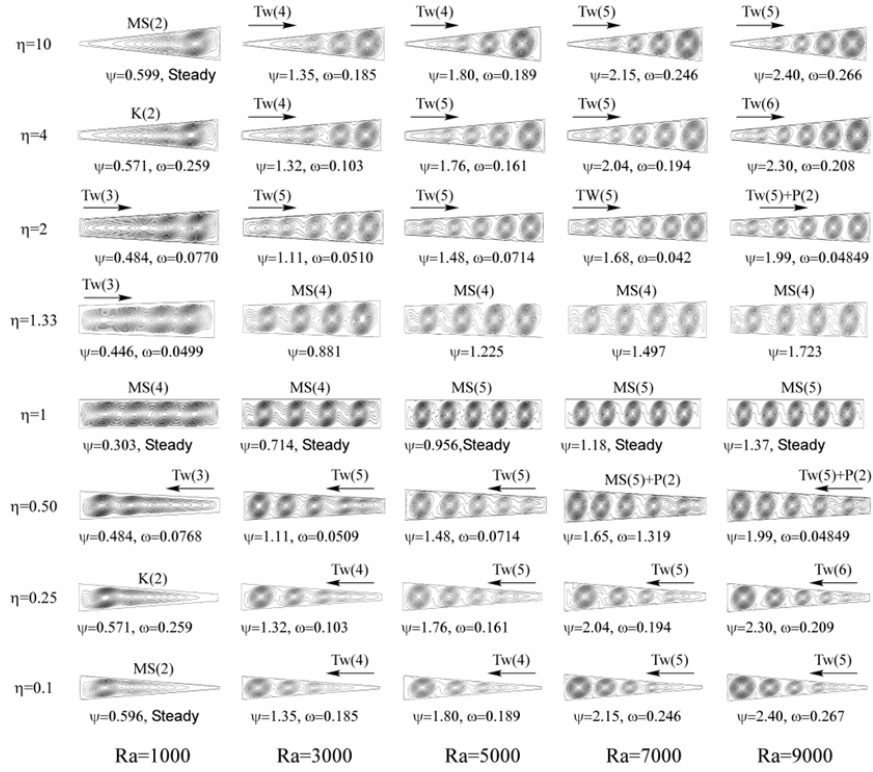 MS(2) Tw(4) Tw(4) Tw(5) Tw(5)
η=10
ψ=0.599, Steady ψ=1.35, ω=0.185 ψ=1.80, ω=0.189 ψ=2.15, ω=0.246 ψ=2.40, ω=0.266
K(2) Tw(4) Tw(5) Tw(5) Tw(6)
η=4
ψ=0.571, ω=0.259 ψ=1.32, ω=0.103 ψ=1.76, ω=0.161 ψ=2.04, ω=0.194 ψ=2.30, ω=0.208
Tw(3) Tw(5) Tw(5) TW(5) Tw(5)+P(2)
η=2
ψ=0.484, ω=0.0770 ψ=1.11, ω=0.0510 ψ=1.48, ω=0.0714 ψ=1.68, ω=0.042 ψ=1.99, ω=0.04849
Tw(3) MS(4) MS(4) MS(4) MS(4)
η=1.33
ψ=0.446, ω=0.0499 ψ=0.881 ψ=1.225 ψ=1.497 ψ=1.723
MS(4) MS(4) MS(5) MS(5) MS(5)
η=1
ψ=0.303, Steady ψ=0.714, Steady ψ=0.956,Steady ψ=1.18, Steady ψ=1.37, Steady
Tw(3) Tw(5) Tw(5) MS(5)+P(2) Tw(5)+P(2)
η=0.50
ψ=0.484, ω=0.0768 ψ=1.11, ω=0.0509 ψ=1.48, ω=0.0714 ψ=1.65, ω=1.319 ψ=1.99, ω=0.04849
K(2) Tw(4) Tw(5) Tw(5) Tw(6)
η=0.25
ψ=0.571, ω=0.259 ψ=1.32, ω=0.103 ψ=1.76, ω=0.161 ψ=2.04, ω=0.194 ψ=2.30, ω=0.209
MS(2) Tw(4) Tw(4) Tw(5) Tw(5)
η=0.1
ψ=0.596, Steady ψ=1.35, ω=0.185 ψ=1.80, ω=0.189 ψ=2.15, ω=0.246 ψ=2.40, ω=0.267
Ra=1000 Ra=3000 Ra=5000 Ra=7000 Ra=9000